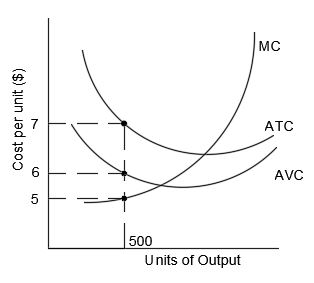 Cost per unit ($)
MC
7
ATC
6
AVC
5
500
Units of Output